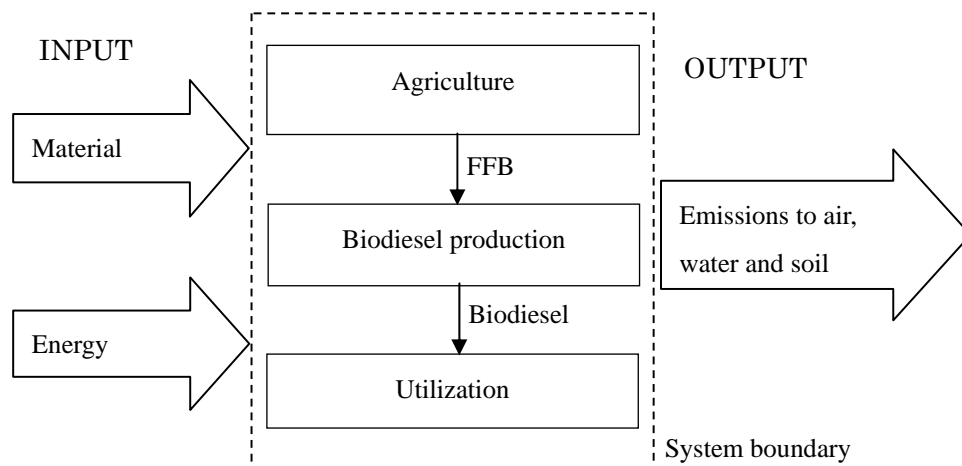 INPUT
Material
Energy
Agriculture
FFB
Biodiesel production
Biodiesel
Utilization
OUTPUT
Emissions to air,
water and soil
System boundary